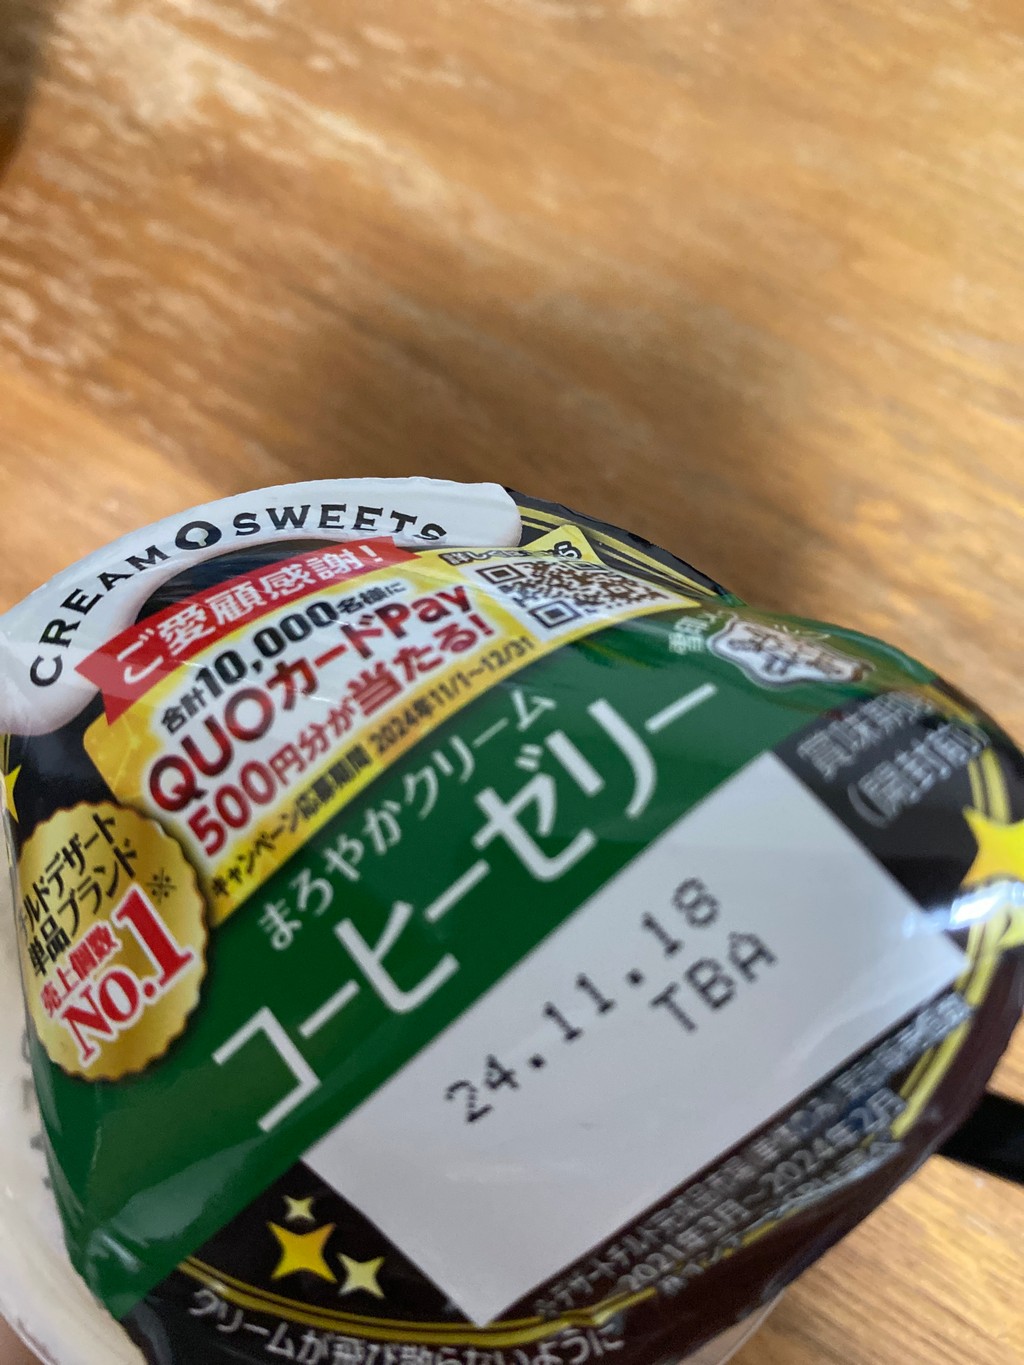 CREAM SWEETS
ご愛顧感謝!
合計10,000名様に
QUOカードPay
500円分が当たる!
キャンペーン応募期間 2024年11/1~12/31
詳しくは
チルドデザート
単品ブランド※
売上個数
No.1
まろやかクリーム
コーヒーゼリー
雪印
賞味期限
(開封前)
24.11.18
TBA
2021年3月~2024年2月
クリームが飛び散らないように